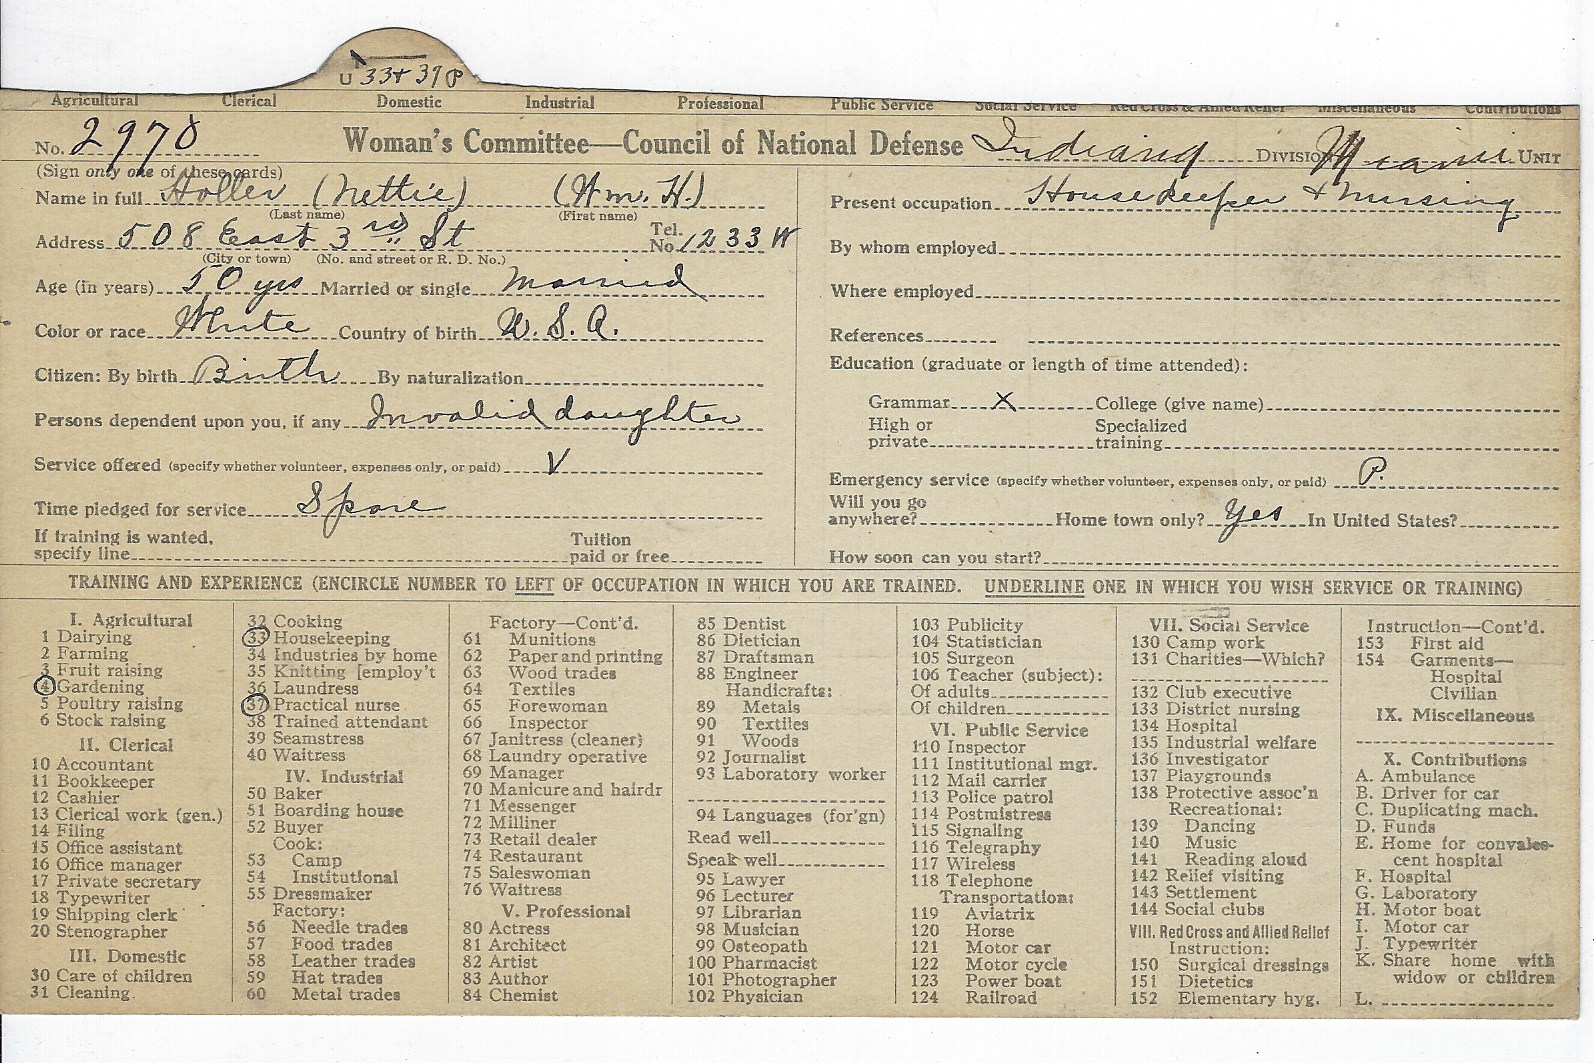 U 33+ 37 P
Agricultural Clerical Domestic Industrial Professional Public Service Social Service Red Cross & Allied Relief Miscellaneous Contributions
No. 2978 Woman's Committee—Council of National Defense Indiana Division Miami Unit
(Sign only one of these cards)
Name in full Holler (Nettie) (Wm. H.)
(Last name) (First name)
Address 508 East 3rd St Tel. No. 1233 W
(City or town) (No. and street or R. D. No.)
Age (in years) 50 yrs Married or single Married
Color or race White Country of birth U. S. A.
Citizen: By birth Birth By naturalization
Persons dependent upon you, if any Invalid daughter
Service offered (specify whether volunteer, expenses only, or paid) V
Time pledged for service Spare
If training is wanted, specify line Tuition paid or free
Present occupation Housekeeper + nursing
By whom employed
Where employed
References
Education (graduate or length of time attended):
Grammar X College (give name)
High or private Specialized training
Emergency service (specify whether volunteer, expenses only, or paid) P.
Will you go anywhere? Home town only? Yes In United States?
How soon can you start?
TRAINING AND EXPERIENCE (ENCIRCLE NUMBER TO LEFT OF OCCUPATION IN WHICH YOU ARE TRAINED. UNDERLINE ONE IN WHICH YOU WISH SERVICE OR TRAINING)
I. Agricultural
1 Dairying
2 Farming
3 Fruit raising
4 Gardening
5 Poultry raising
6 Stock raising
II. Clerical
10 Accountant
11 Bookkeeper
12 Cashier
13 Clerical work (gen.)
14 Filing
15 Office assistant
16 Office manager
17 Private secretary
18 Typewriter
19 Shipping clerk
20 Stenographer
III. Domestic
30 Care of children
31 Cleaning
32 Cooking
33 Housekeeping
34 Industries by home
35 Knitting [employ't
36 Laundress
37 Practical nurse
38 Trained attendant
39 Seamstress
40 Waitress
IV. Industrial
50 Baker
51 Boarding house
52 Buyer
Cook:
53 Camp
54 Institutional
55 Dressmaker
Factory:
56 Needle trades
57 Food trades
58 Leather trades
59 Hat trades
60 Metal trades
Factory—Cont'd.
61 Munitions
62 Paper and printing
63 Wood trades
64 Textiles
65 Forewoman
66 Inspector
67 Janitress (cleaner)
68 Laundry operative
69 Manager
70 Manicure and hairdr
71 Messenger
72 Milliner
73 Retail dealer
74 Restaurant
75 Saleswoman
76 Waitress
V. Professional
80 Actress
81 Architect
82 Artist
83 Author
84 Chemist
85 Dentist
86 Dietician
87 Draftsman
88 Engineer
Handicrafts:
89 Metals
90 Textiles
91 Woods
92 Journalist
93 Laboratory worker
94 Languages (for'gn)
Read well
Speak well
95 Lawyer
96 Lecturer
97 Librarian
98 Musician
99 Osteopath
100 Pharmacist
101 Photographer
102 Physician
103 Publicity
104 Statistician
105 Surgeon
106 Teacher (subject):
Of adults
Of children
VI. Public Service
110 Inspector
111 Institutional mgr.
112 Mail carrier
113 Police patrol
114 Postmistress
115 Signaling
116 Telegraphy
117 Wireless
118 Telephone
Transportation:
119 Aviatrix
120 Horse
121 Motor car
122 Motor cycle
123 Power boat
124 Railroad
VII. Social Service
130 Camp work
131 Charities—Which?
132 Club executive
133 District nursing
134 Hospital
135 Industrial welfare
136 Investigator
137 Playgrounds
138 Protective assoc'n
Recreational:
139 Dancing
140 Music
141 Reading aloud
142 Relief visiting
143 Settlement
144 Social clubs
VIII. Red Cross and Allied Relief
Instruction:
150 Surgical dressings
151 Dietetics
152 Elementary hyg.
Instruction—Cont'd.
153 First aid
154 Garments—
Hospital
Civilian
IX. Miscellaneous
X. Contributions
A. Ambulance
B. Driver for car
C. Duplicating mach.
D. Funds
E. Home for convales-
cent hospital
F. Hospital
G. Laboratory
H. Motor boat
I. Motor car
J. Typewriter
K. Share home with
widow or children
L.